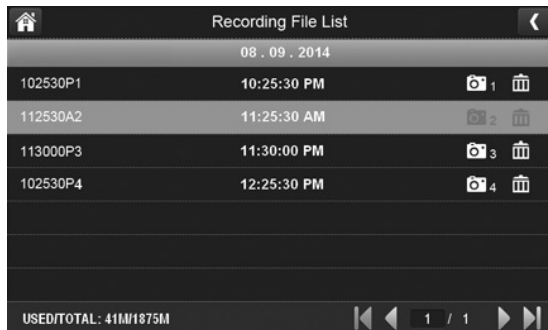 Recording File List
08 . 09 . 2014
102530P1 10:25:30 PM 1
112530A2 11:25:30 AM 2
113000P3 11:30:00 PM 3
102530P4 12:25:30 PM 4
USED/TOTAL: 41M/1875M 1 / 1